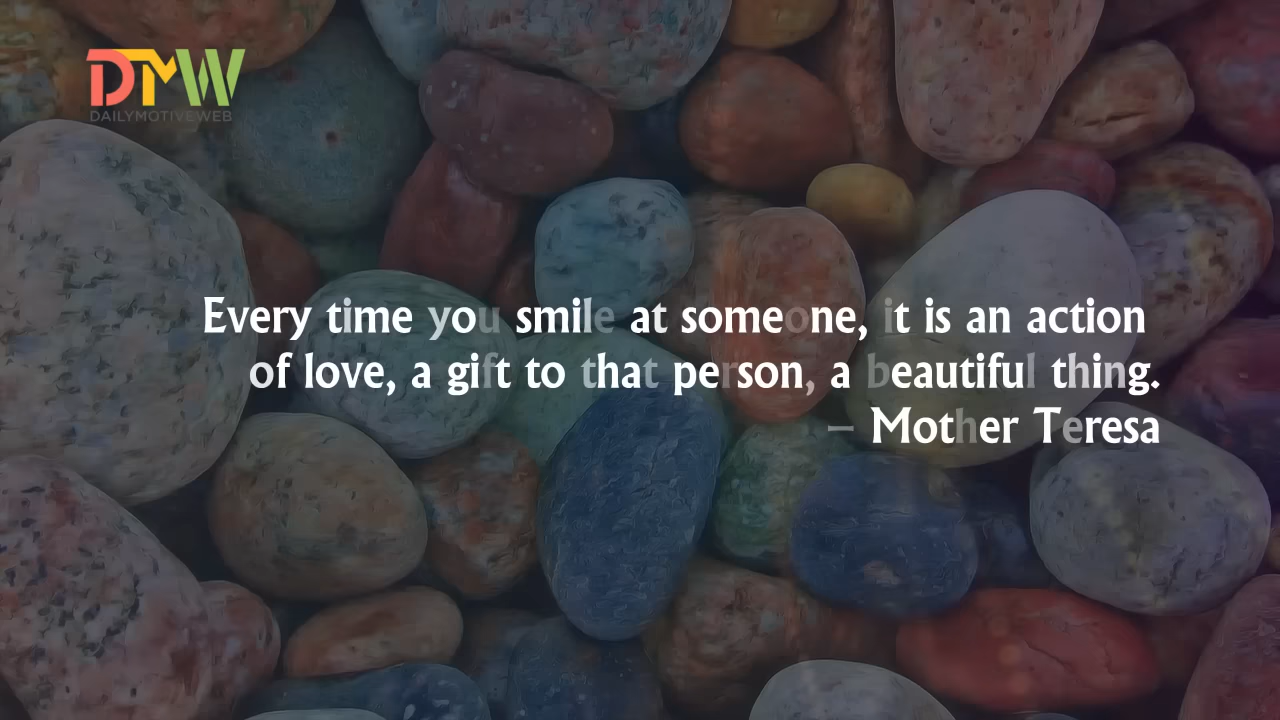 DTMW
DAILYMOTIVEWEB
Every time you smile at someone, it is an action
of love, a gift to that person, a beautiful thing.
– Mother Teresa